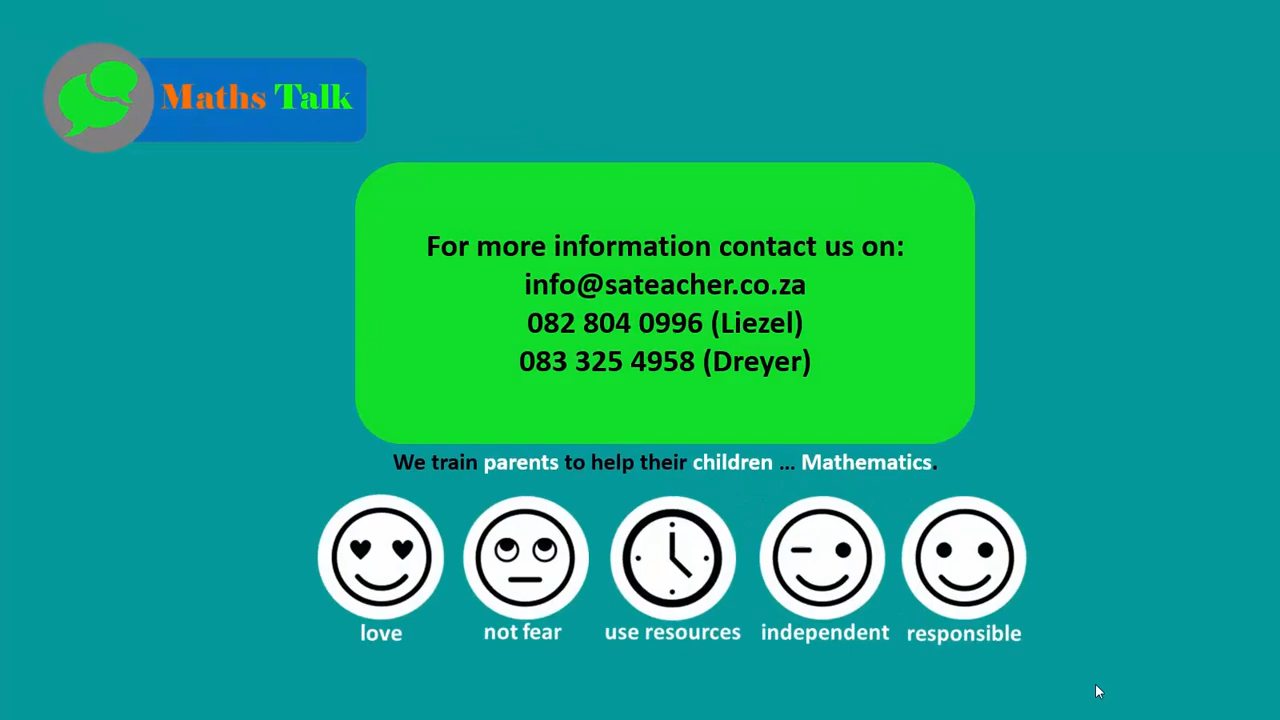 Maths Talk
For more information contact us on:
info@sateacher.co.za
082 804 0996 (Liezel)
083 325 4958 (Dreyer)
We train parents to help their children ... Mathematics.
love not fear use resources independent responsible